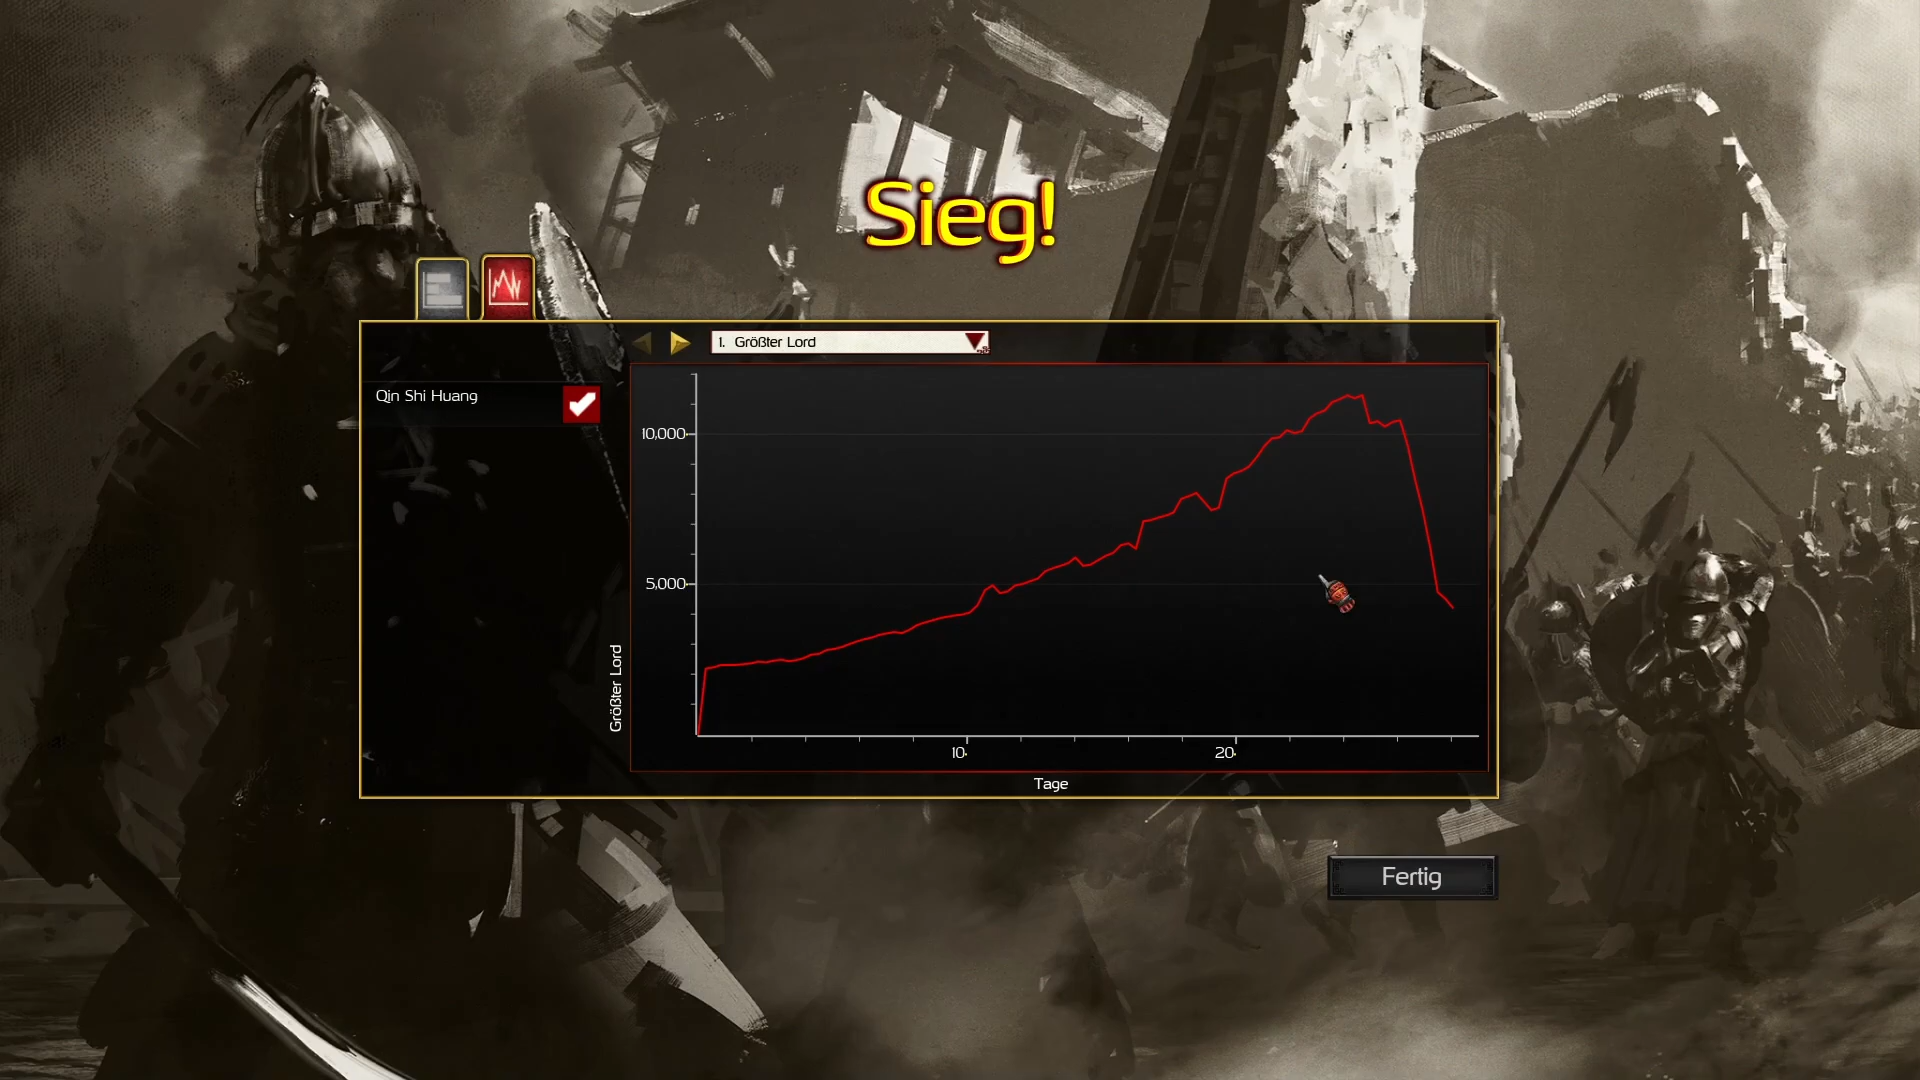 Sieg!
1. Größter Lord
Qin Shi Huang
10,000
5,000
Größter Lord
10
20
Tage
Fertig